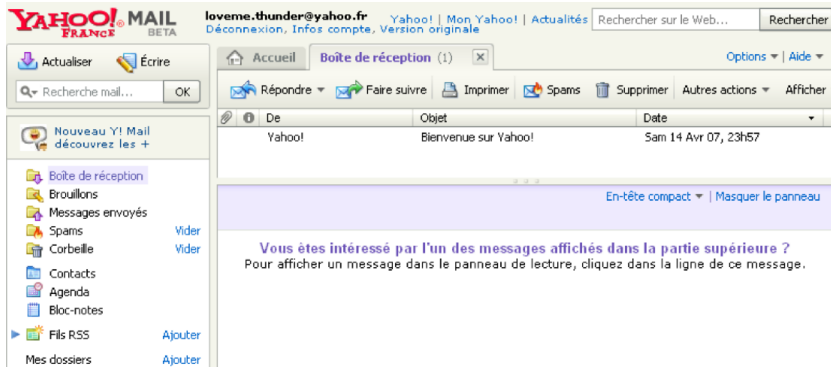 YAHOO! MAIL
FRANCE BETA
loveme.thunder@yahoo.fr Yahoo! | Mon Yahoo! | Actualités
Déconnexion, Infos compte, Version originale
Rechercher sur le Web... Rechercher
Actualiser Écrire
Recherche mail... OK
Accueil Boîte de réception (1) x Options | Aide
Répondre Faire suivre Imprimer Spams Supprimer Autres actions Afficher
De Objet Date
Yahoo! Bienvenue sur Yahoo! Sam 14 Avr 07, 23h57
Nouveau Y! Mail
découvrez les +
Boîte de réception
Brouillons
Messages envoyés
Spams Vider
Corbeille Vider
Contacts
Agenda
Bloc-notes
Fils RSS Ajouter
Mes dossiers Ajouter
En-tête compact | Masquer le panneau
Vous êtes intéressé par l'un des messages affichés dans la partie supérieure ?
Pour afficher un message dans le panneau de lecture, cliquez dans la ligne de ce message.